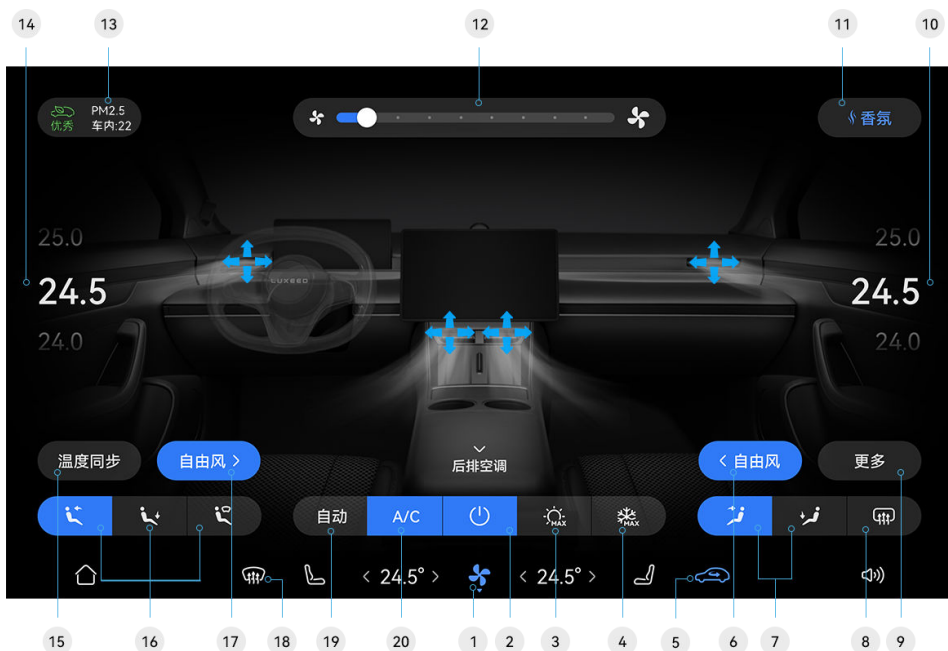 14
13
12
11
10
PM2.5
优秀
车内:22
香氛
25.0
25.0
LUXEED
24.5
24.5
24.0
24.0
温度同步
自由风 >
后排空调
< 自由风
更多
自动
A/C
MAX
MAX
< 24.5° >
< 24.5° >
15
16
17
18
19
20
1
2
3
4
5
6
7
8
9